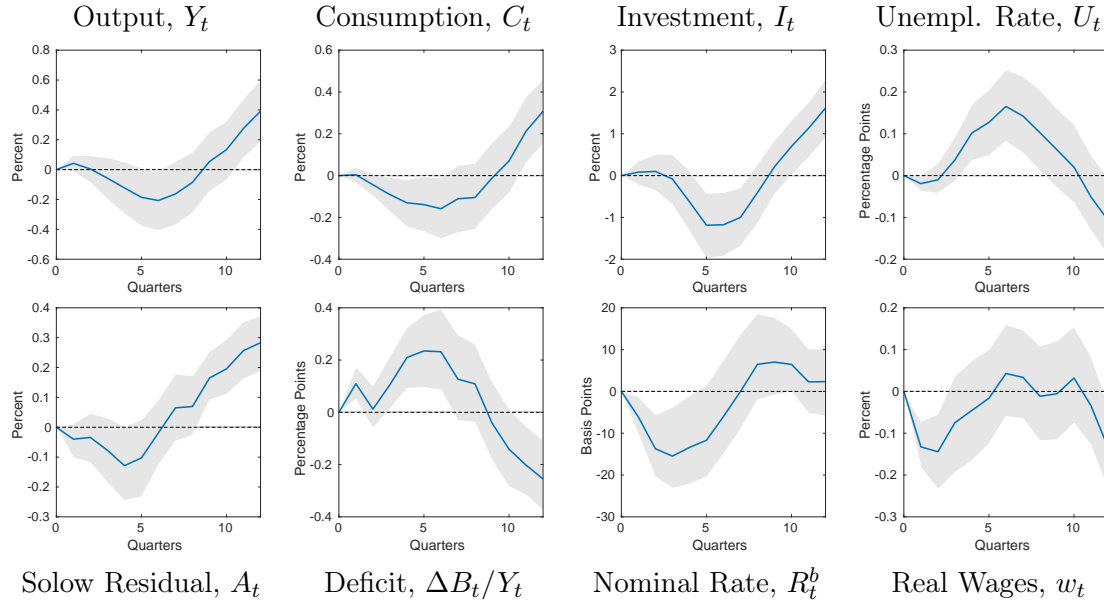 Output, Y_t
Consumption, C_t
Investment, I_t
Unempl. Rate, U_t
0.8
0.6
0.4
0.2
0
-0.2
-0.4
-0.6
Percent
0 5 10
Quarters
0.6
0.4
0.2
0
-0.2
-0.4
Percent
0 5 10
Quarters
3
2
1
0
-1
-2
Percent
0 5 10
Quarters
0.3
0.2
0.1
0
-0.1
-0.2
Percentage Points
0 5 10
Quarters
0.4
0.3
0.2
0.1
0
-0.1
-0.2
-0.3
Percent
0 5 10
Quarters
0.4
0.2
0
-0.2
-0.4
Percentage Points
0 5 10
Quarters
20
10
0
-10
-20
-30
Basis Points
0 5 10
Quarters
0.2
0.1
0
-0.1
-0.2
-0.3
Percent
0 5 10
Quarters
Solow Residual, A_t
Deficit, ΔB_t/Y_t
Nominal Rate, R_t^b
Real Wages, w_t